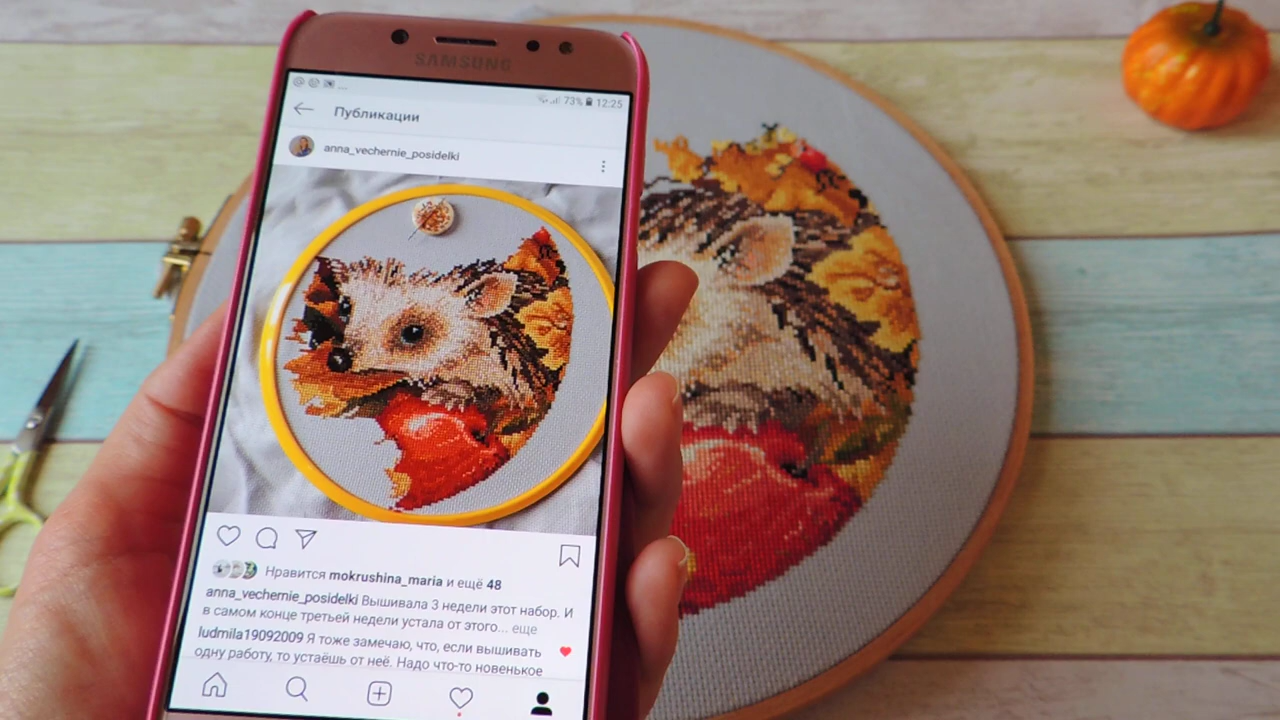 SAMSUNG
73% 12:25
Публикации
anna_vechernie_posidelki
Нравится mokrushina_maria и ещё 48
anna_vechernie_posidelki Вышивала 3 недели этот набор. И
в самом конце третьей недели устала от этого... еще
ludmila19092009 Я тоже замечаю, что, если вышивать
одну работу, то устаёшь от неё. Надо что-то новенькое